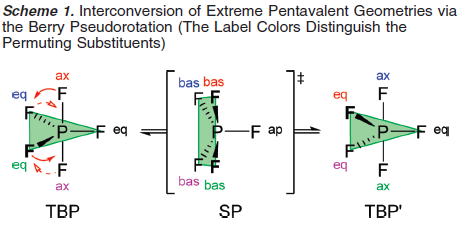 Scheme 1. Interconversion of Extreme Pentavalent Geometries via
the Berry Pseudorotation (The Label Colors Distinguish the
Permuting Substituents)
ax bas bas ‡ ax
eq F F F eq F
F F
P F eq P F ap P F eq
F F
eq F F F eq F
ax bas bas ax
TBP SP TBP'